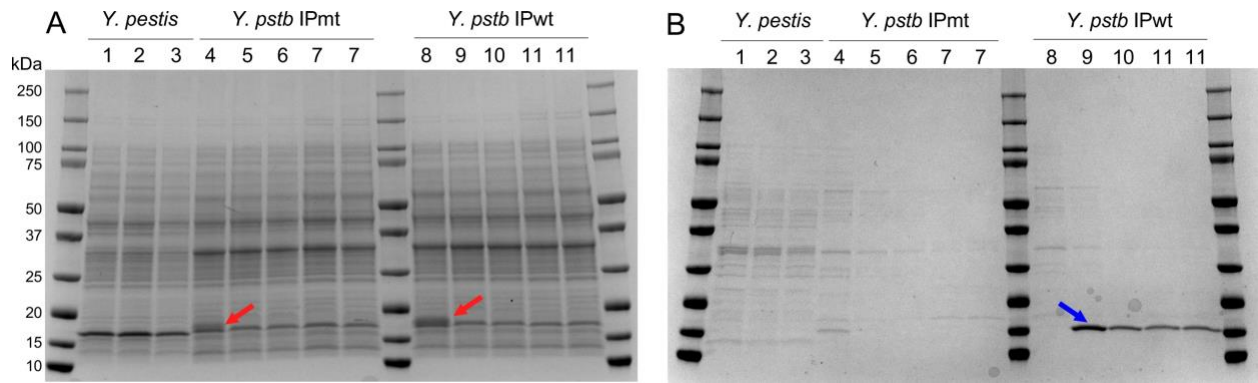 A
Y. pestis Y. pstb IPmt Y. pstb IPwt
kDa 1 2 3 4 5 6 7 7 8 9 10 11 11
250
150
100
75
50
37
25
20
15
10
B
Y. pestis Y. pstb IPmt Y. pstb IPwt
1 2 3 4 5 6 7 7 8 9 10 11 11